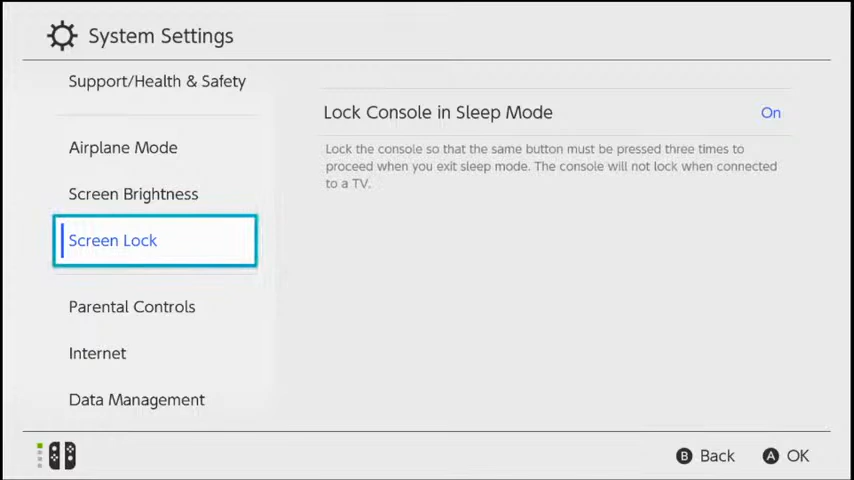 System Settings
Support/Health & Safety
Airplane Mode
Screen Brightness
Screen Lock
Parental Controls
Internet
Data Management
Lock Console in Sleep Mode On
Lock the console so that the same button must be pressed three times to
proceed when you exit sleep mode. The console will not lock when connected
to a TV.
B Back A OK